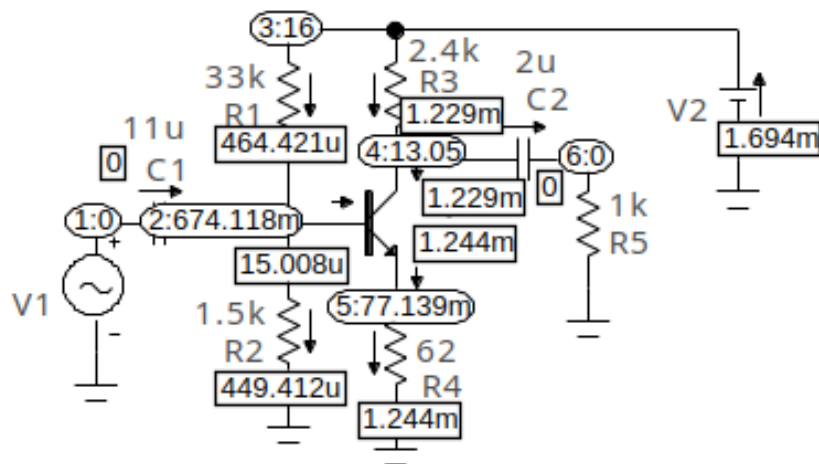 3:16
33k
R1
464.421u
2.4k
R3
1.229m
2u
C2
V2
1.694m
11u
0
C1
4:13.05
6:0
1.229m
0
1k
R5
1:0
2:674.118m
+
1.244m
V1
-
15.008u
5:77.139m
1.5k
R2
449.412u
62
R4
1.244m